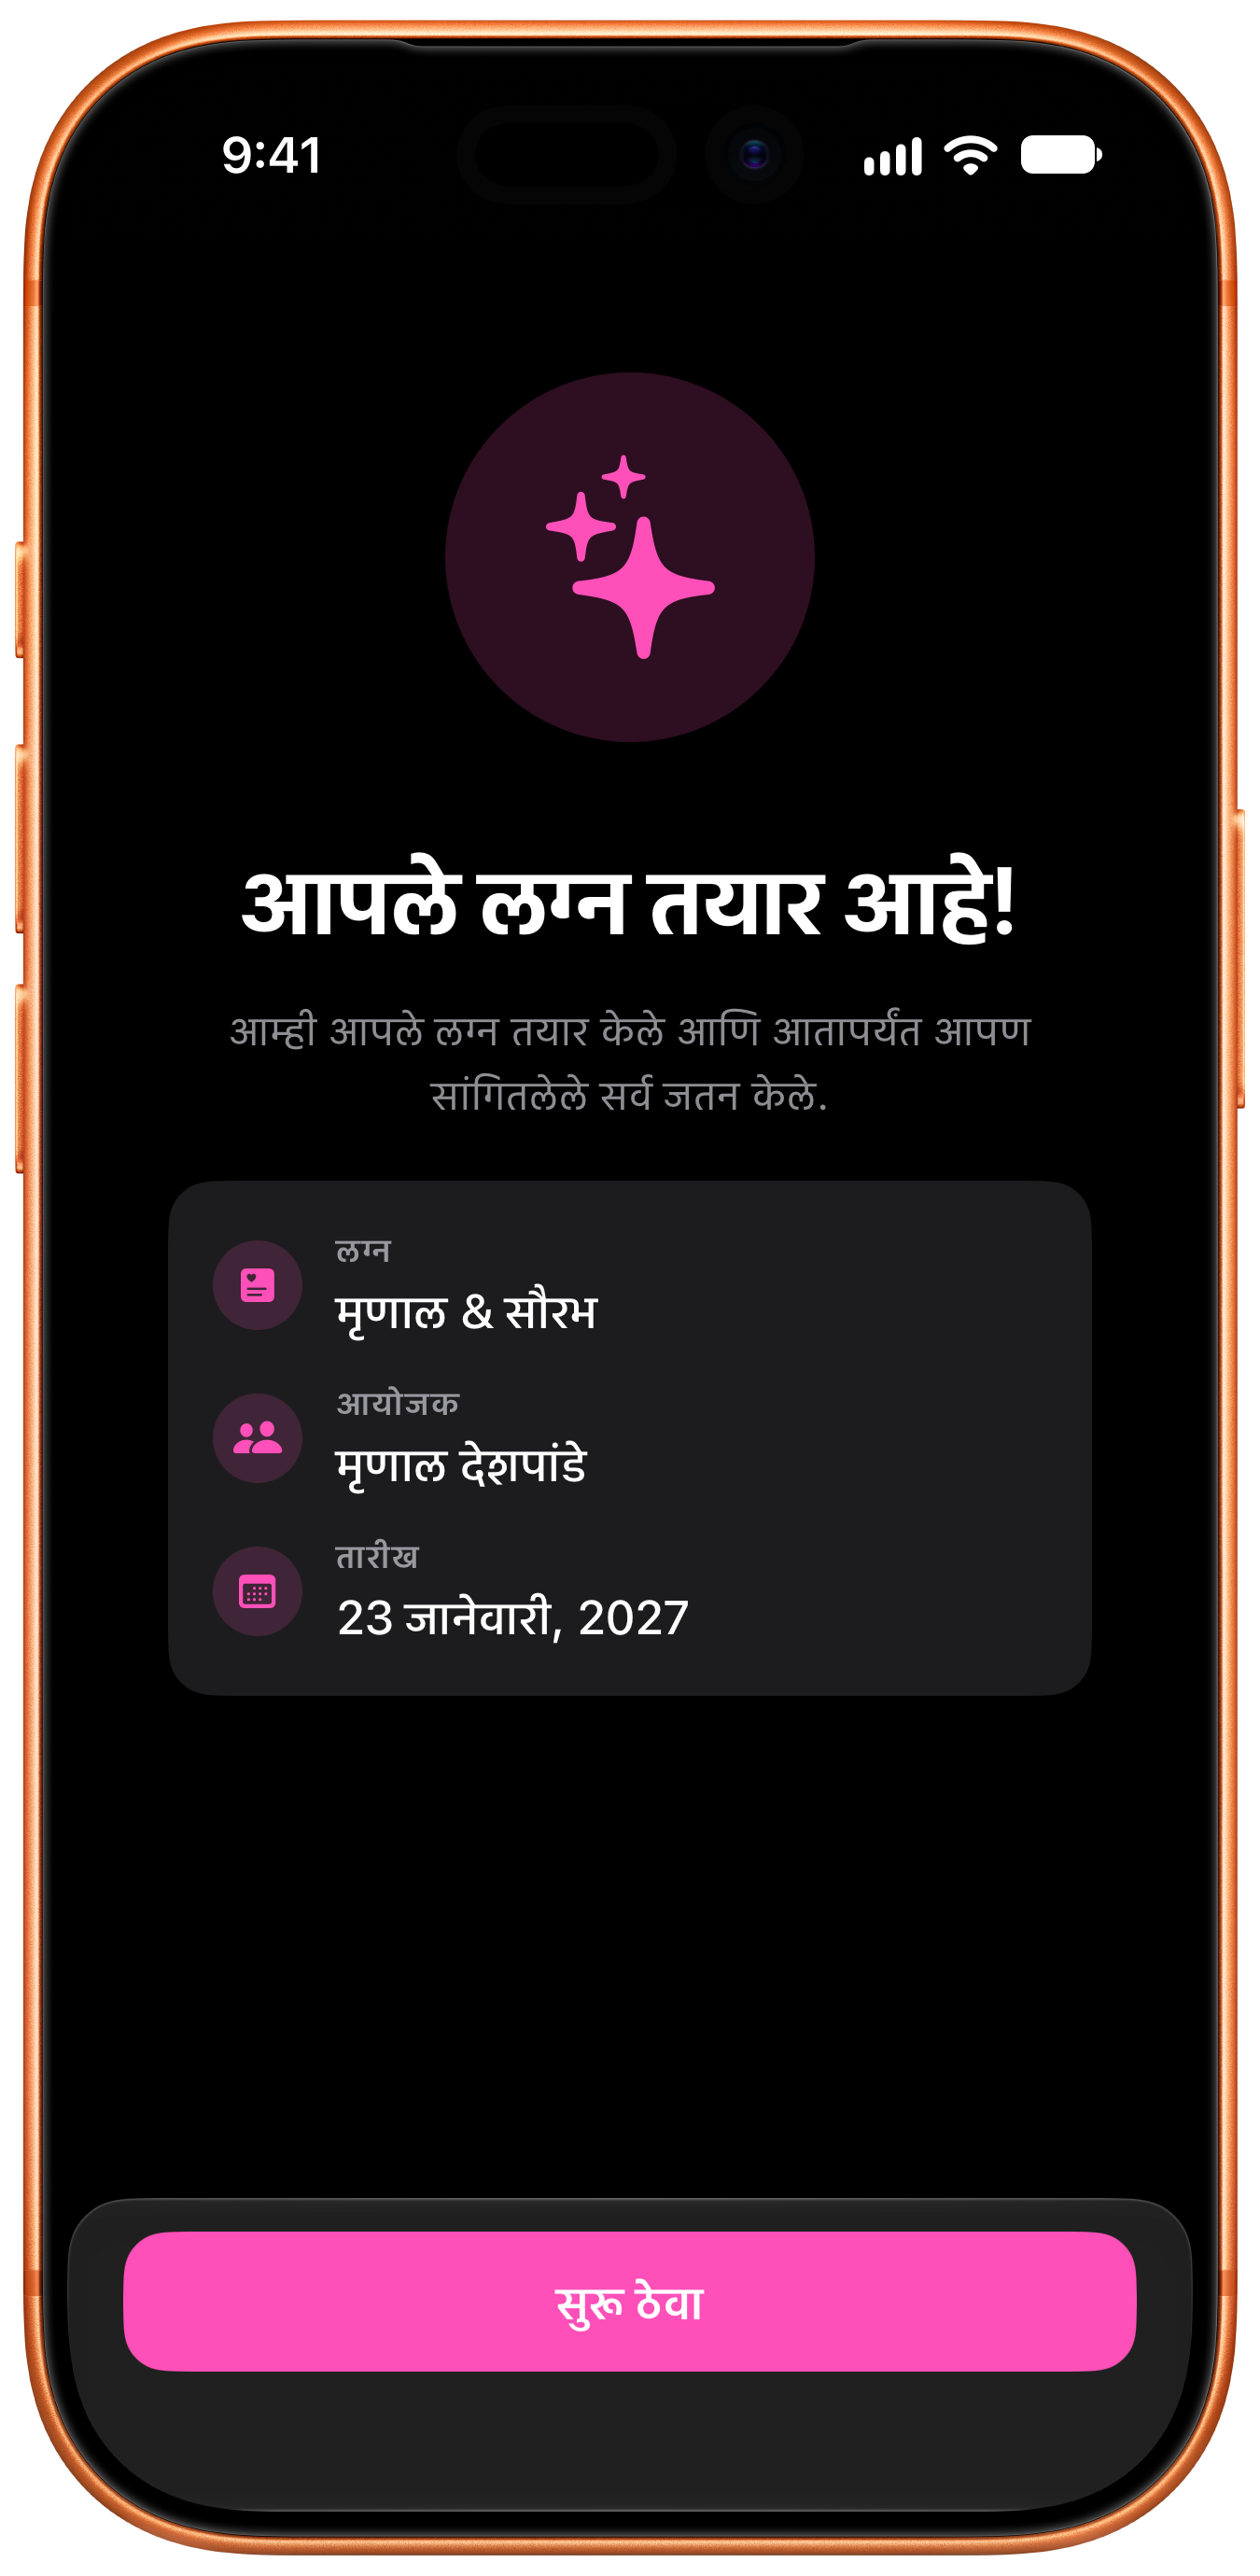 9:41
आपले लग्न तयार आहे!
आम्ही आपले लग्न तयार केले आणि आतापर्यंत आपण
सांगितलेले सर्व जतन केले.
लग्न
मृणाल & सौरभ
आयोजक
मृणाल देशपांडे
तारीख
23 जानेवारी, 2027
सुरू ठेवा